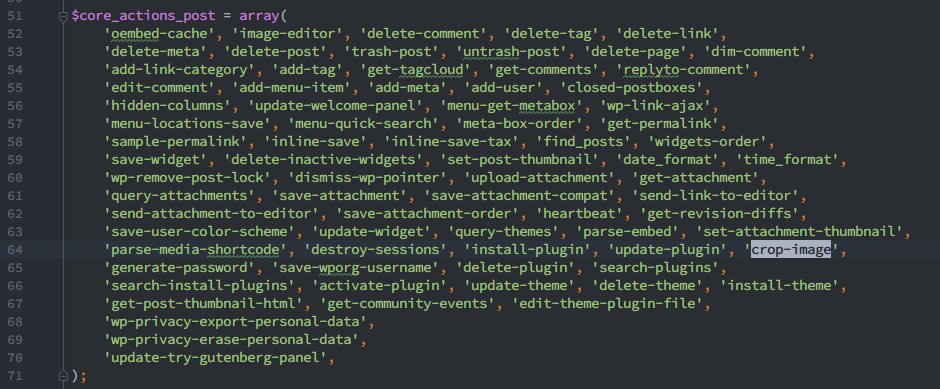 51 $core_actions_post = array(
52 'oembed-cache', 'image-editor', 'delete-comment', 'delete-tag', 'delete-link',
53 'delete-meta', 'delete-post', 'trash-post', 'untrash-post', 'delete-page', 'dim-comment',
54 'add-link-category', 'add-tag', 'get-tagcloud', 'get-comments', 'replyto-comment',
55 'edit-comment', 'add-menu-item', 'add-meta', 'add-user', 'closed-postboxes',
56 'hidden-columns', 'update-welcome-panel', 'menu-get-metabox', 'wp-link-ajax',
57 'menu-locations-save', 'menu-quick-search', 'meta-box-order', 'get-permalink',
58 'sample-permalink', 'inline-save', 'inline-save-tax', 'find_posts', 'widgets-order',
59 'save-widget', 'delete-inactive-widgets', 'set-post-thumbnail', 'date_format', 'time_format',
60 'wp-remove-post-lock', 'dismiss-wp-pointer', 'upload-attachment', 'get-attachment',
61 'query-attachments', 'save-attachment', 'save-attachment-compat', 'send-link-to-editor',
62 'send-attachment-to-editor', 'save-attachment-order', 'heartbeat', 'get-revision-diffs',
63 'save-user-color-scheme', 'update-widget', 'query-themes', 'parse-embed', 'set-attachment-thumbnail',
64 'parse-media-shortcode', 'destroy-sessions', 'install-plugin', 'update-plugin', 'crop-image',
65 'generate-password', 'save-wporg-username', 'delete-plugin', 'search-plugins',
66 'search-install-plugins', 'activate-plugin', 'update-theme', 'delete-theme', 'install-theme',
67 'get-post-thumbnail-html', 'get-community-events', 'edit-theme-plugin-file',
68 'wp-privacy-export-personal-data',
69 'wp-privacy-erase-personal-data',
70 'update-try-gutenberg-panel',
71 );